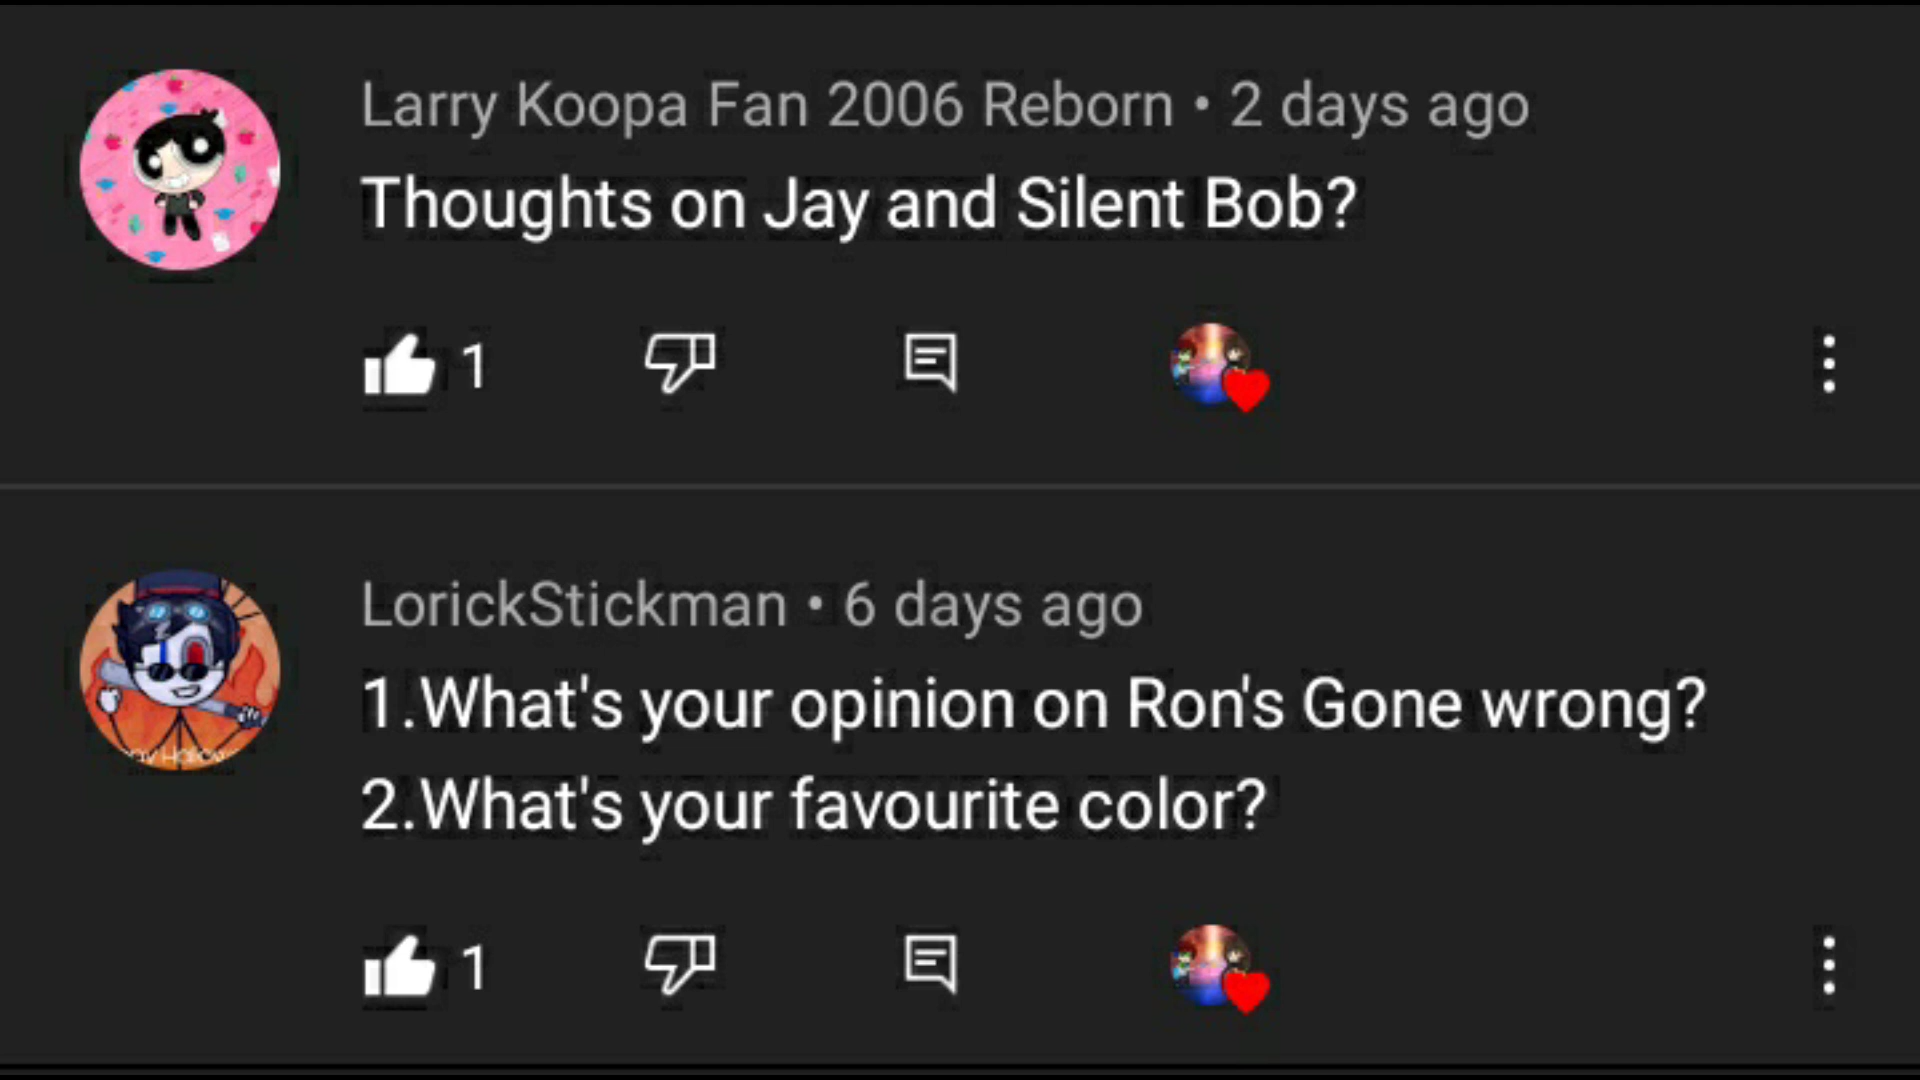 Larry Koopa Fan 2006 Reborn • 2 days ago
Thoughts on Jay and Silent Bob?
1
LorickStickman • 6 days ago
1.What's your opinion on Ron's Gone wrong?
2.What's your favourite color?
1